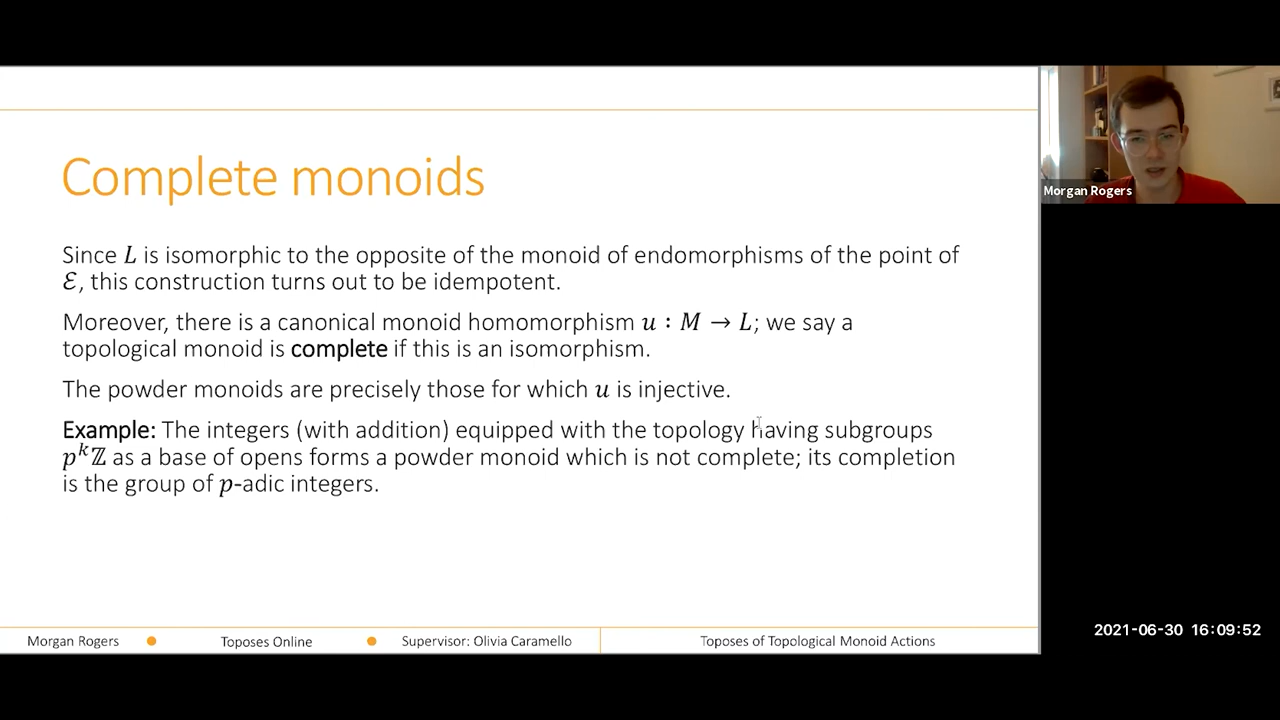 Complete monoids
Since L is isomorphic to the opposite of the monoid of endomorphisms of the point of
ℰ, this construction turns out to be idempotent.
Moreover, there is a canonical monoid homomorphism u : M → L; we say a
topological monoid is complete if this is an isomorphism.
The powder monoids are precisely those for which u is injective.
Example: The integers (with addition) equipped with the topology having subgroups
pᵏℤ as a base of opens forms a powder monoid which is not complete; its completion
is the group of p-adic integers.
Morgan Rogers
Toposes Online
Supervisor: Olivia Caramello
Toposes of Topological Monoid Actions
Morgan Rogers
2021-06-30 16:09:52